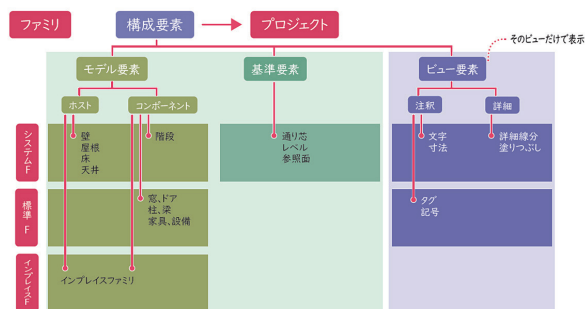 ファミリ
構成要素
プロジェクト
そのビューだけで表示
モデル要素
基準要素
ビュー要素
ホスト
コンポーネント
注釈
詳細
システムF
壁
屋根
床
天井
階段
通り芯
レベル
参照面
文字
寸法
詳細線分
塗りつぶし
標準 F
窓、ドア
柱、梁
家具、設備
タグ
記号
インプレイスF
インプレイスファミリ